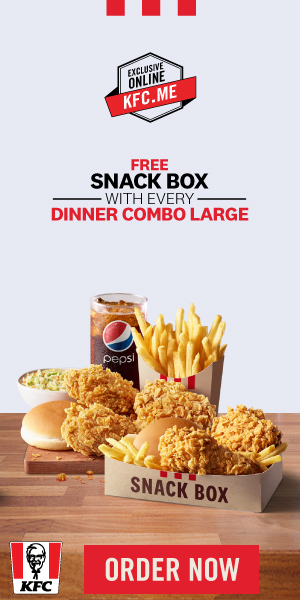 EXCLUSIVE
ONLINE
KFC.ME
FREE
SNACK BOX
WITH EVERY
DINNER COMBO LARGE
pepsi
SNACK BOX
KFC
ORDER NOW